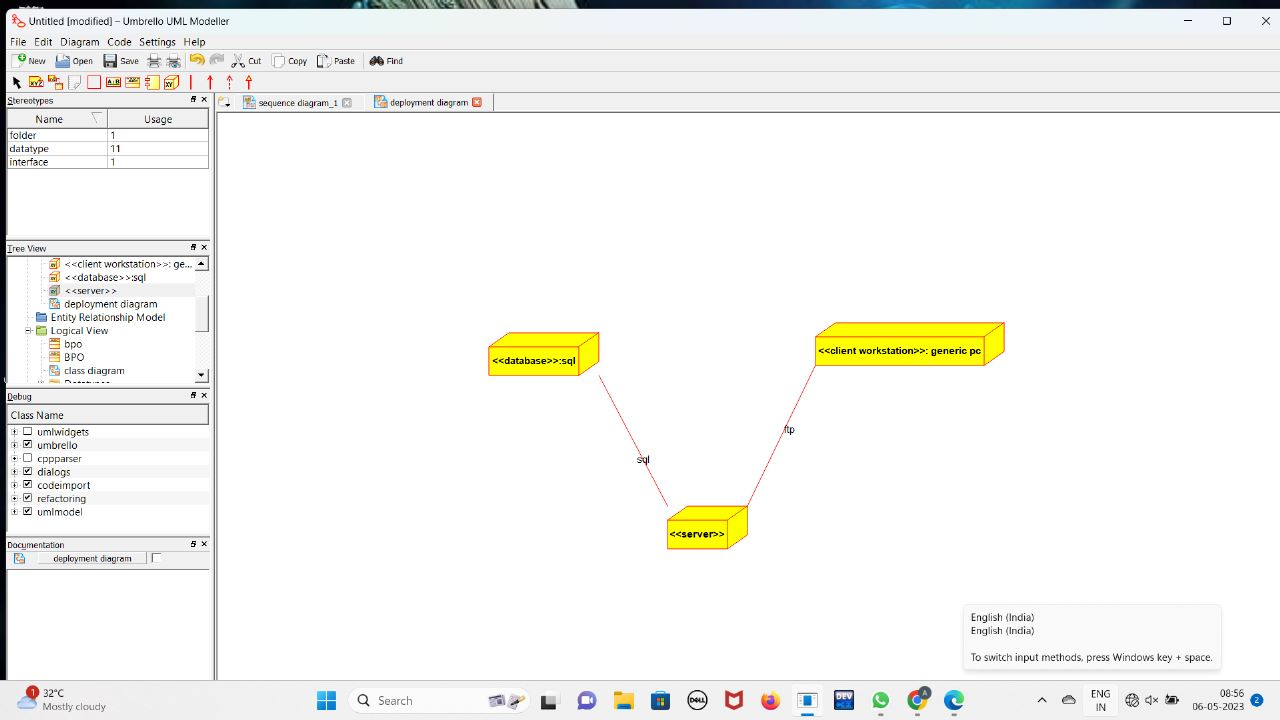 Untitled [modified] – Umbrello UML Modeller
File Edit Diagram Code Settings Help
New Open Save Cut Copy Paste Find
Stereotypes
sequence diagram_1 deployment diagram
Name Usage
folder 1
datatype 11
interface 1
Tree View
<<client workstation>>: ge...
<<database>>:sql
<<server>>
deployment diagram
Entity Relationship Model
Logical View
bpo
BPO
class diagram
Datatypes
Debug
Class Name
umlwidgets
umbrello
cppparser
dialogs
codeimport
refactoring
umlmodel
Documentation
deployment diagram
<<database>>:sql
<<client workstation>>: generic pc
ftp
sql
<<server>>
English (India)
English (India)
To switch input methods, press Windows key + space.
1
32°C
Mostly cloudy
Search
DELL
DEV
A
ENG
IN
08:56
06-05-2023
2